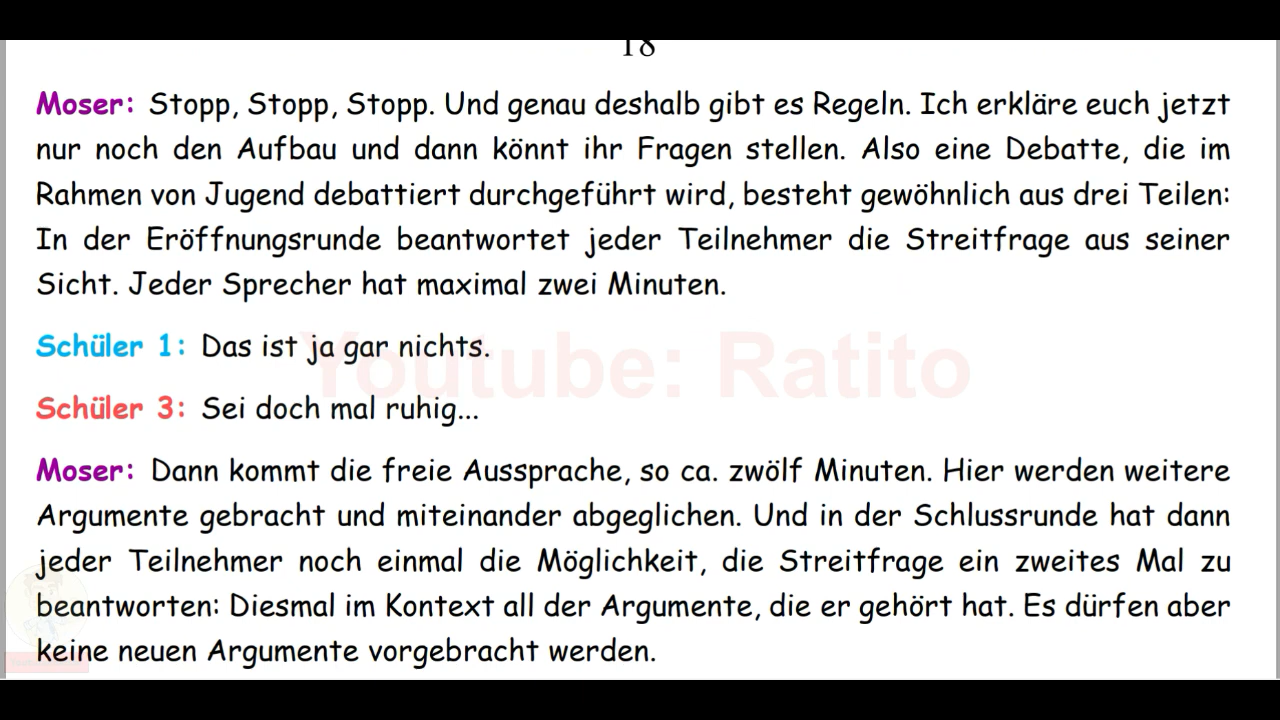 18
Moser: Stopp, Stopp, Stopp. Und genau deshalb gibt es Regeln. Ich erkläre euch jetzt
nur noch den Aufbau und dann könnt ihr Fragen stellen. Also eine Debatte, die im
Rahmen von Jugend debattiert durchgeführt wird, besteht gewöhnlich aus drei Teilen:
In der Eröffnungsrunde beantwortet jeder Teilnehmer die Streitfrage aus seiner
Sicht. Jeder Sprecher hat maximal zwei Minuten.
Schüler 1: Das ist ja gar nichts.
Youtube: Ratito
Schüler 3: Sei doch mal ruhig...
Moser: Dann kommt die freie Aussprache, so ca. zwölf Minuten. Hier werden weitere
Argumente gebracht und miteinander abgeglichen. Und in der Schlussrunde hat dann
jeder Teilnehmer noch einmal die Möglichkeit, die Streitfrage ein zweites Mal zu
beantworten: Diesmal im Kontext all der Argumente, die er gehört hat. Es dürfen aber
keine neuen Argumente vorgebracht werden.